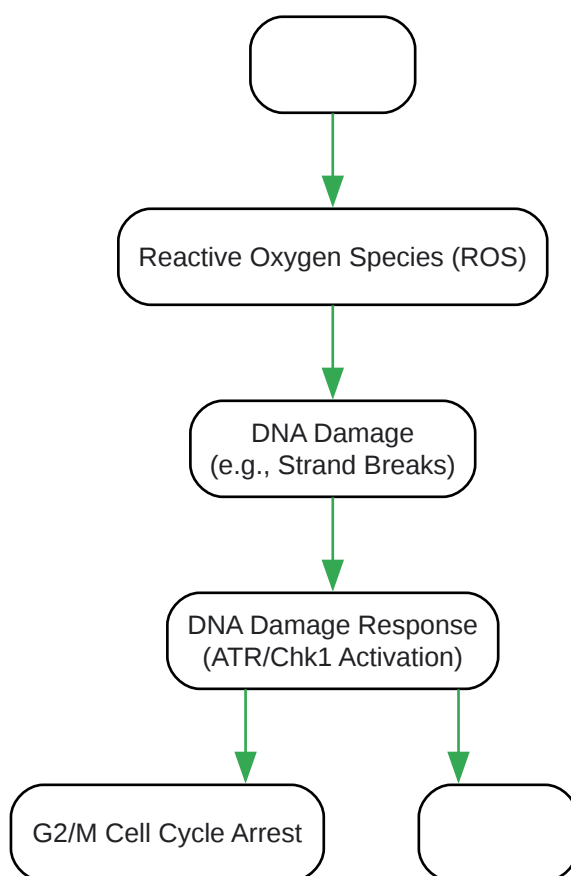 Reactive Oxygen Species (ROS)
DNA Damage
(e.g., Strand Breaks)
DNA Damage Response
(ATR/Chk1 Activation)
G2/M Cell Cycle Arrest